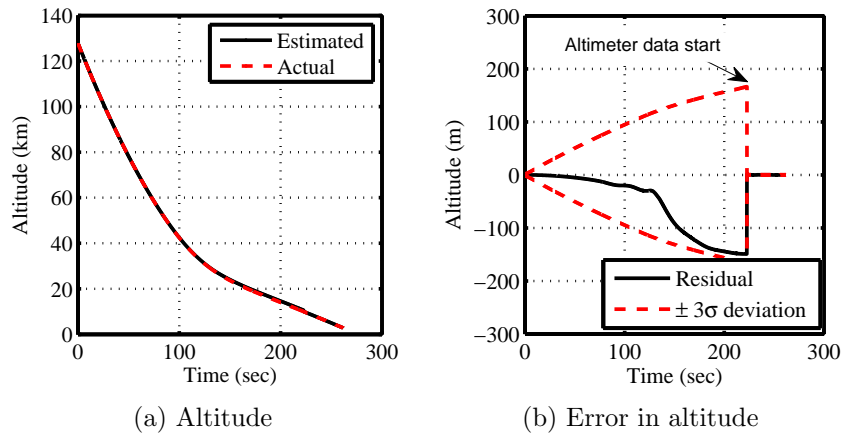 140
120
100
80
60
40
20
0
Altitude (km)
Estimated
Actual
0 100 200 300
Time (sec)
(a) Altitude
300
200
100
0
−100
−200
−300
Altitude (m)
Altimeter data start
Residual
± 3σ deviation
0 100 200 300
Time (sec)
(b) Error in altitude